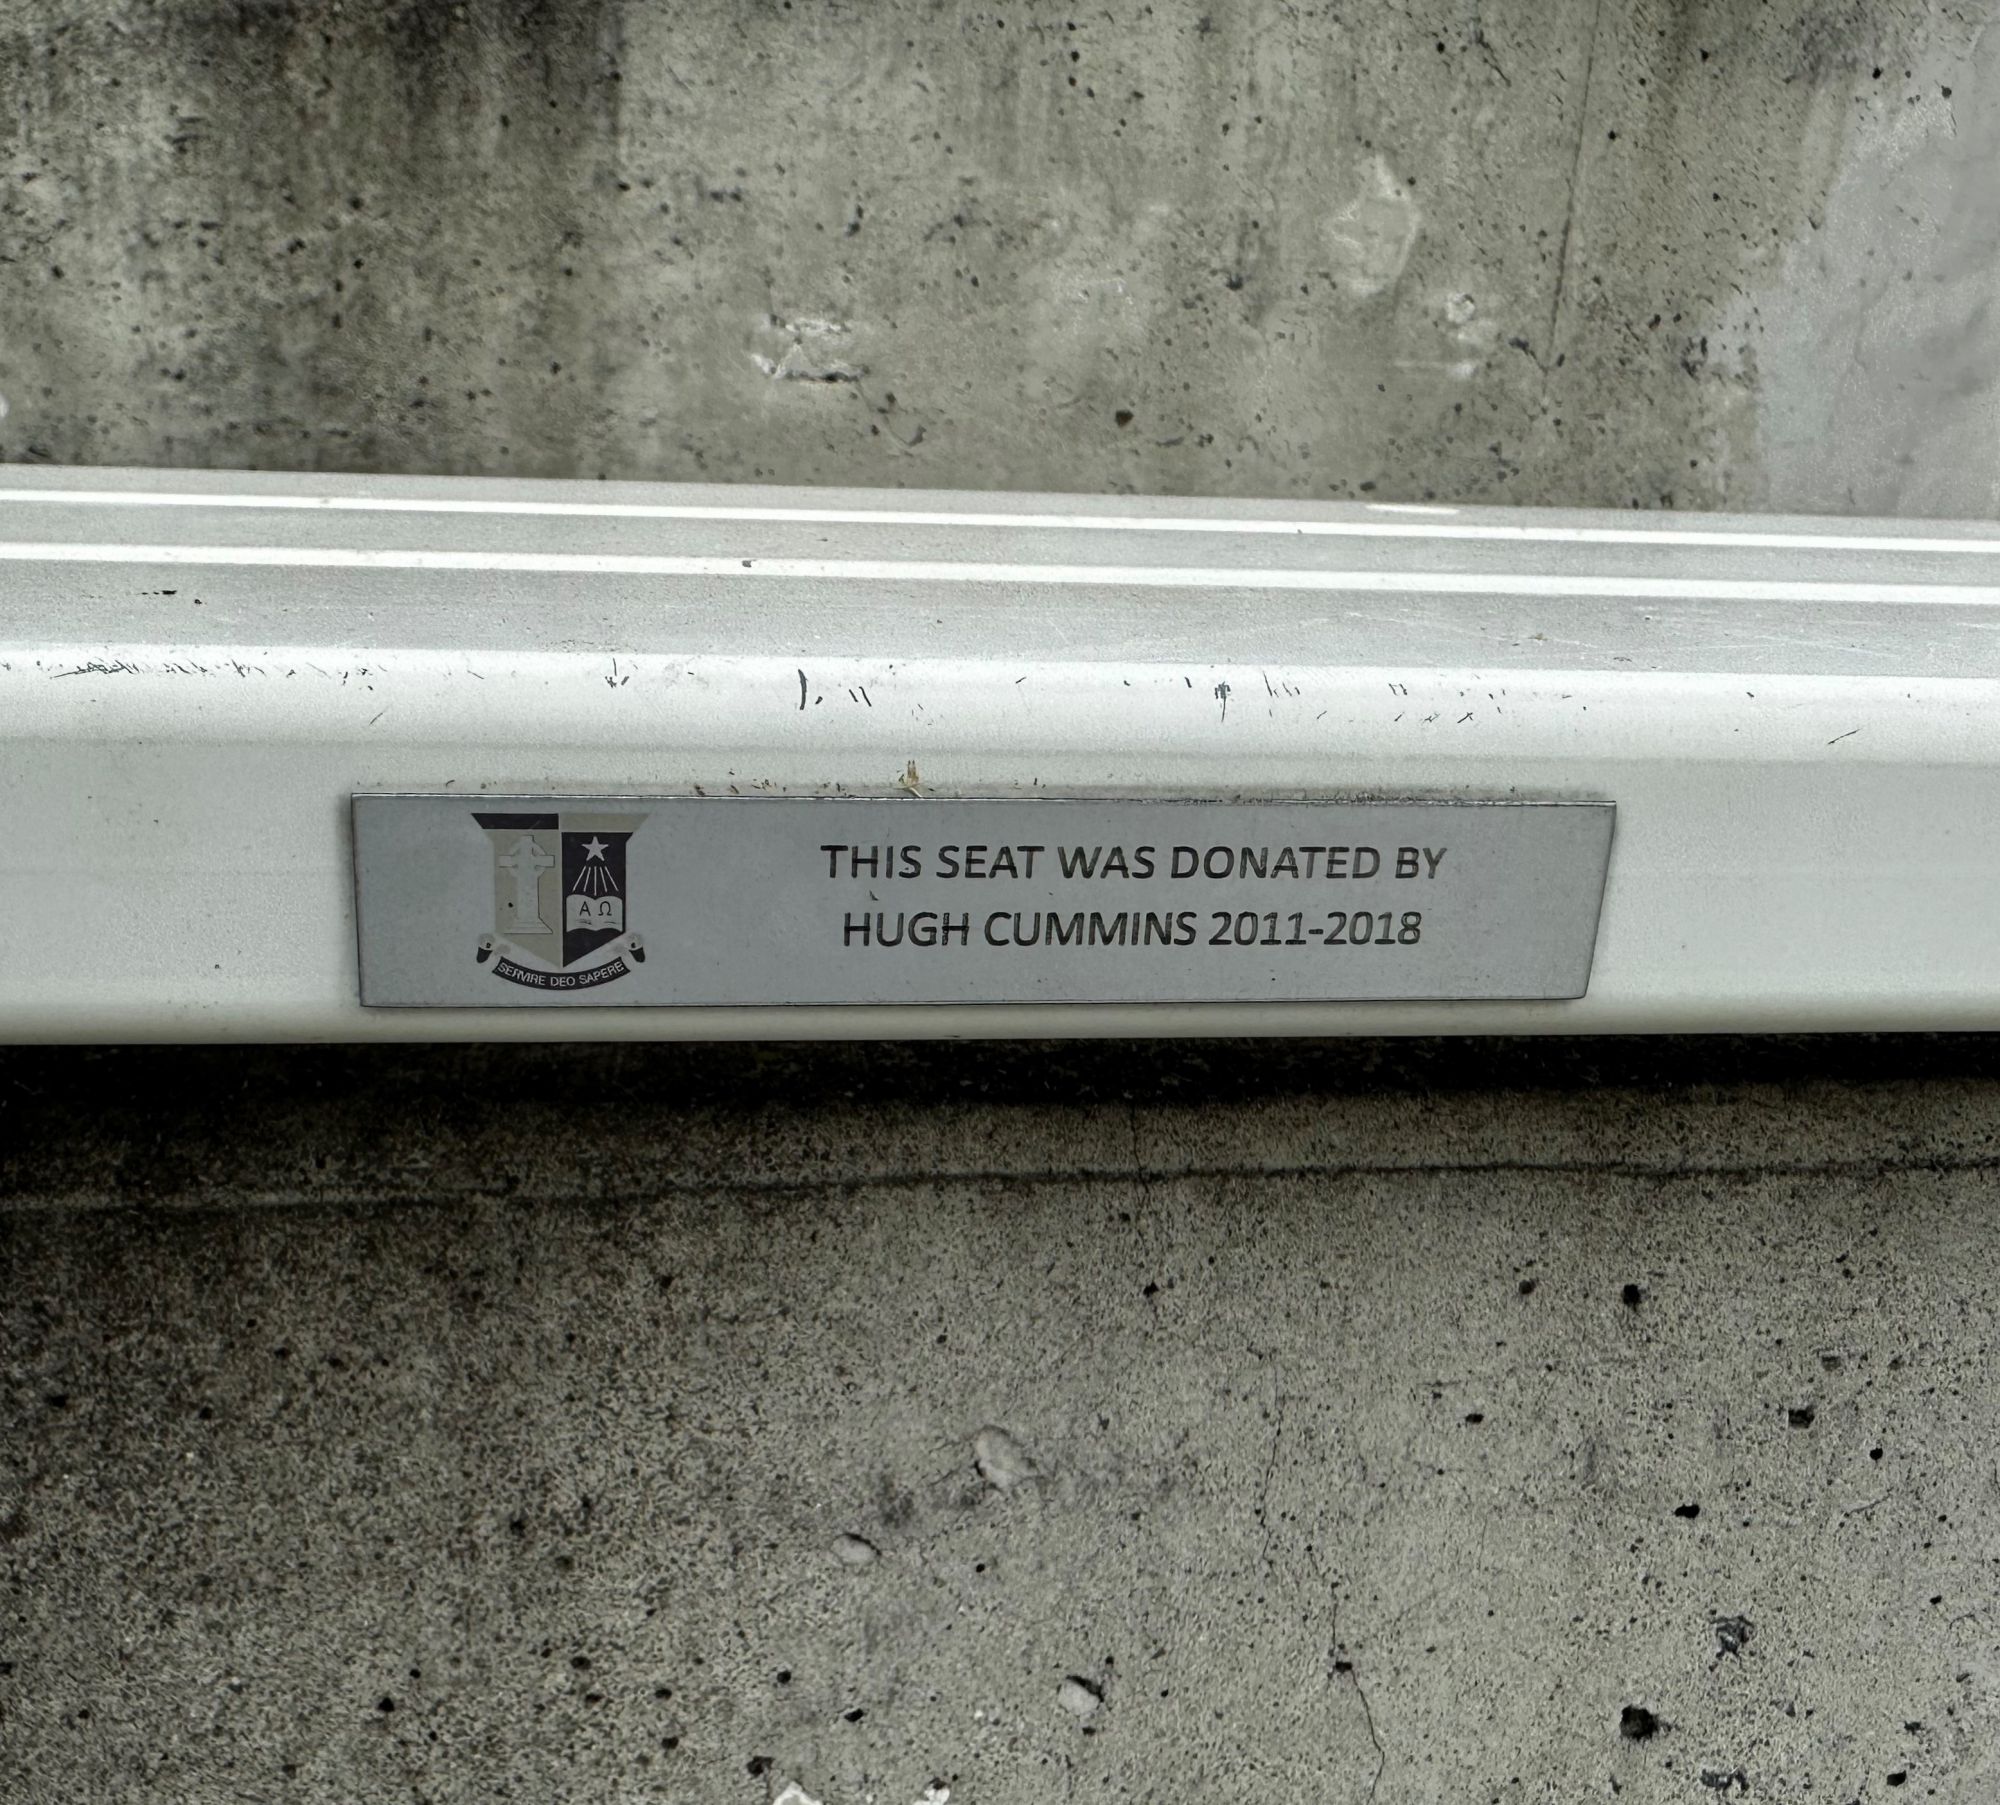 THIS SEAT WAS DONATED BY
HUGH CUMMINS 2011-2018
Α Ω
SERVIRE DEO SAPERE